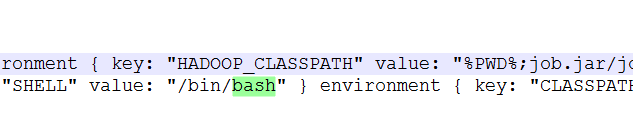 ronment { key: "HADOOP_CLASSPATH" value: "%PWD%;job.jar/jo
"SHELL" value: "/bin/bash" } environment { key: "CLASSPATH